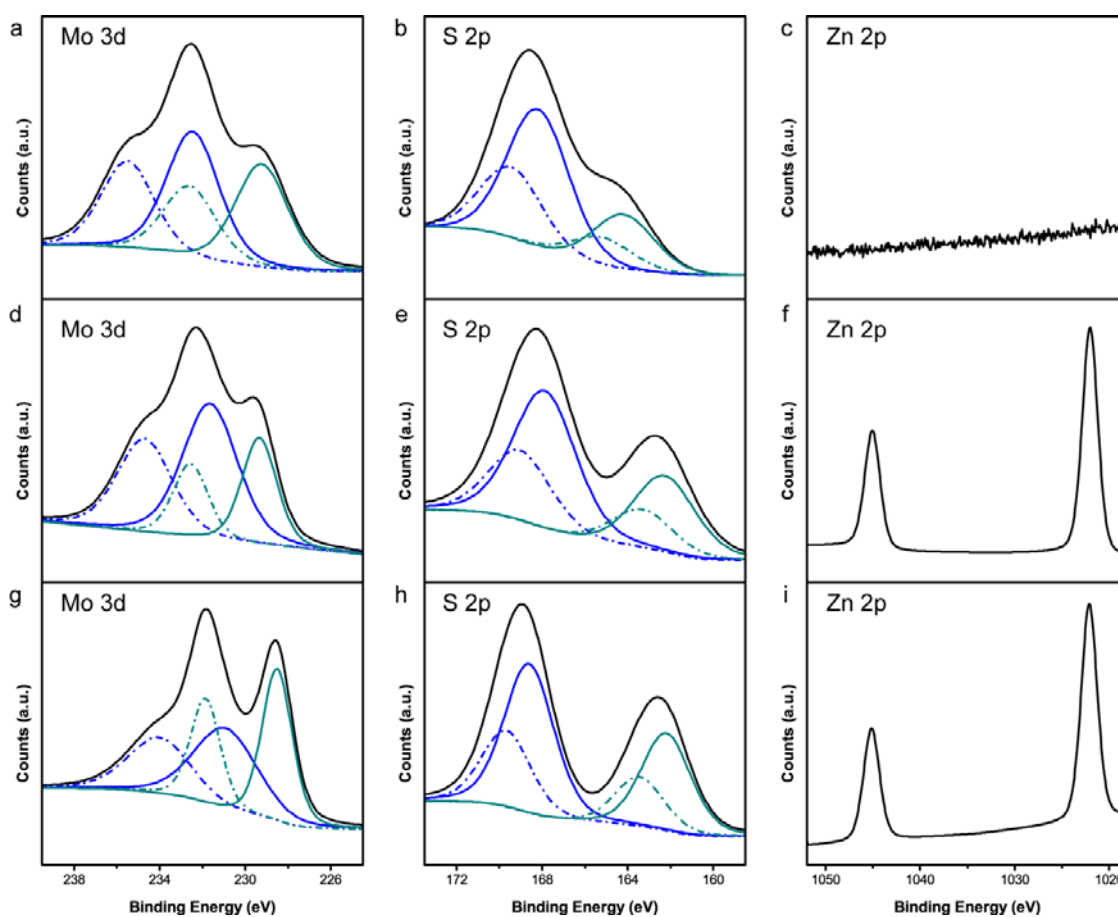 a Mo 3d
b S 2p
c Zn 2p
Counts (a.u.)
Counts (a.u.)
Counts (a.u.)
d Mo 3d
e S 2p
f Zn 2p
Counts (a.u.)
Counts (a.u.)
Counts (a.u.)
g Mo 3d
h S 2p
i Zn 2p
Counts (a.u.)
Counts (a.u.)
Counts (a.u.)
238 234 230 226
172 168 164 160
1050 1040 1030 1020
Binding Energy (eV)
Binding Energy (eV)
Binding Energy (eV)